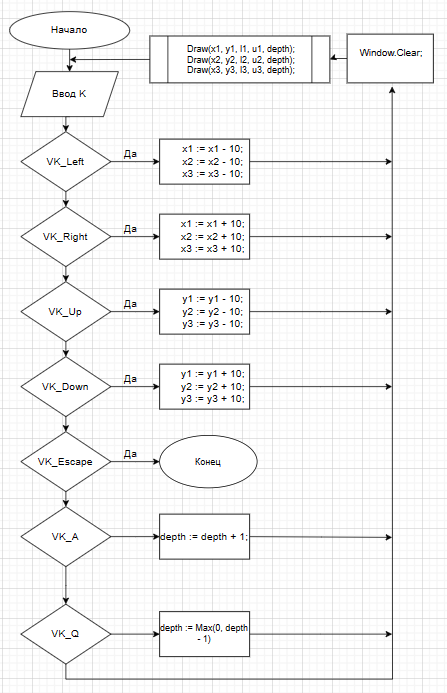 Начало
Draw(x1, y1, l1, u1, depth);
Draw(x2, y2, l2, u2, depth);
Draw(x3, y3, l3, u3, depth);
Window.Clear;
Ввод K
VK_Left
Да
x1 := x1 - 10;
x2 := x2 - 10;
x3 := x3 - 10;
VK_Right
Да
x1 := x1 + 10;
x2 := x2 + 10;
x3 := x3 + 10;
VK_Up
Да
y1 := y1 - 10;
y2 := y2 - 10;
y3 := y3 - 10;
VK_Down
Да
y1 := y1 + 10;
y2 := y2 + 10;
y3 := y3 + 10;
VK_Escape
Да
Конец
VK_A
depth := depth + 1;
VK_Q
depth := Max(0, depth
- 1)